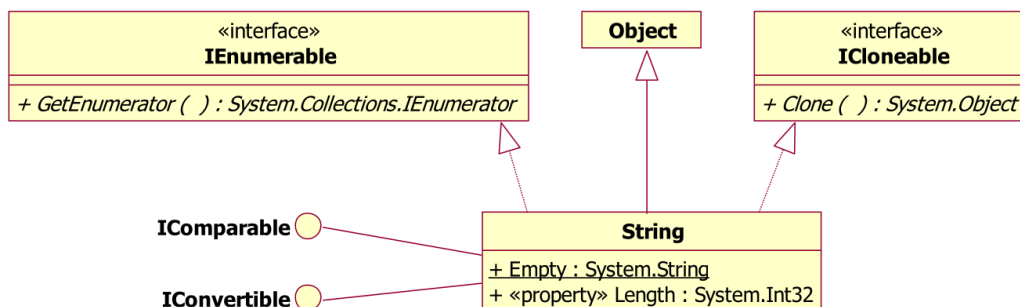 «interface»
IEnumerable
+ GetEnumerator ( ) : System.Collections.IEnumerator
Object
«interface»
ICloneable
+ Clone ( ) : System.Object
IComparable
IConvertible
String
+ Empty : System.String
+ «property» Length : System.Int32